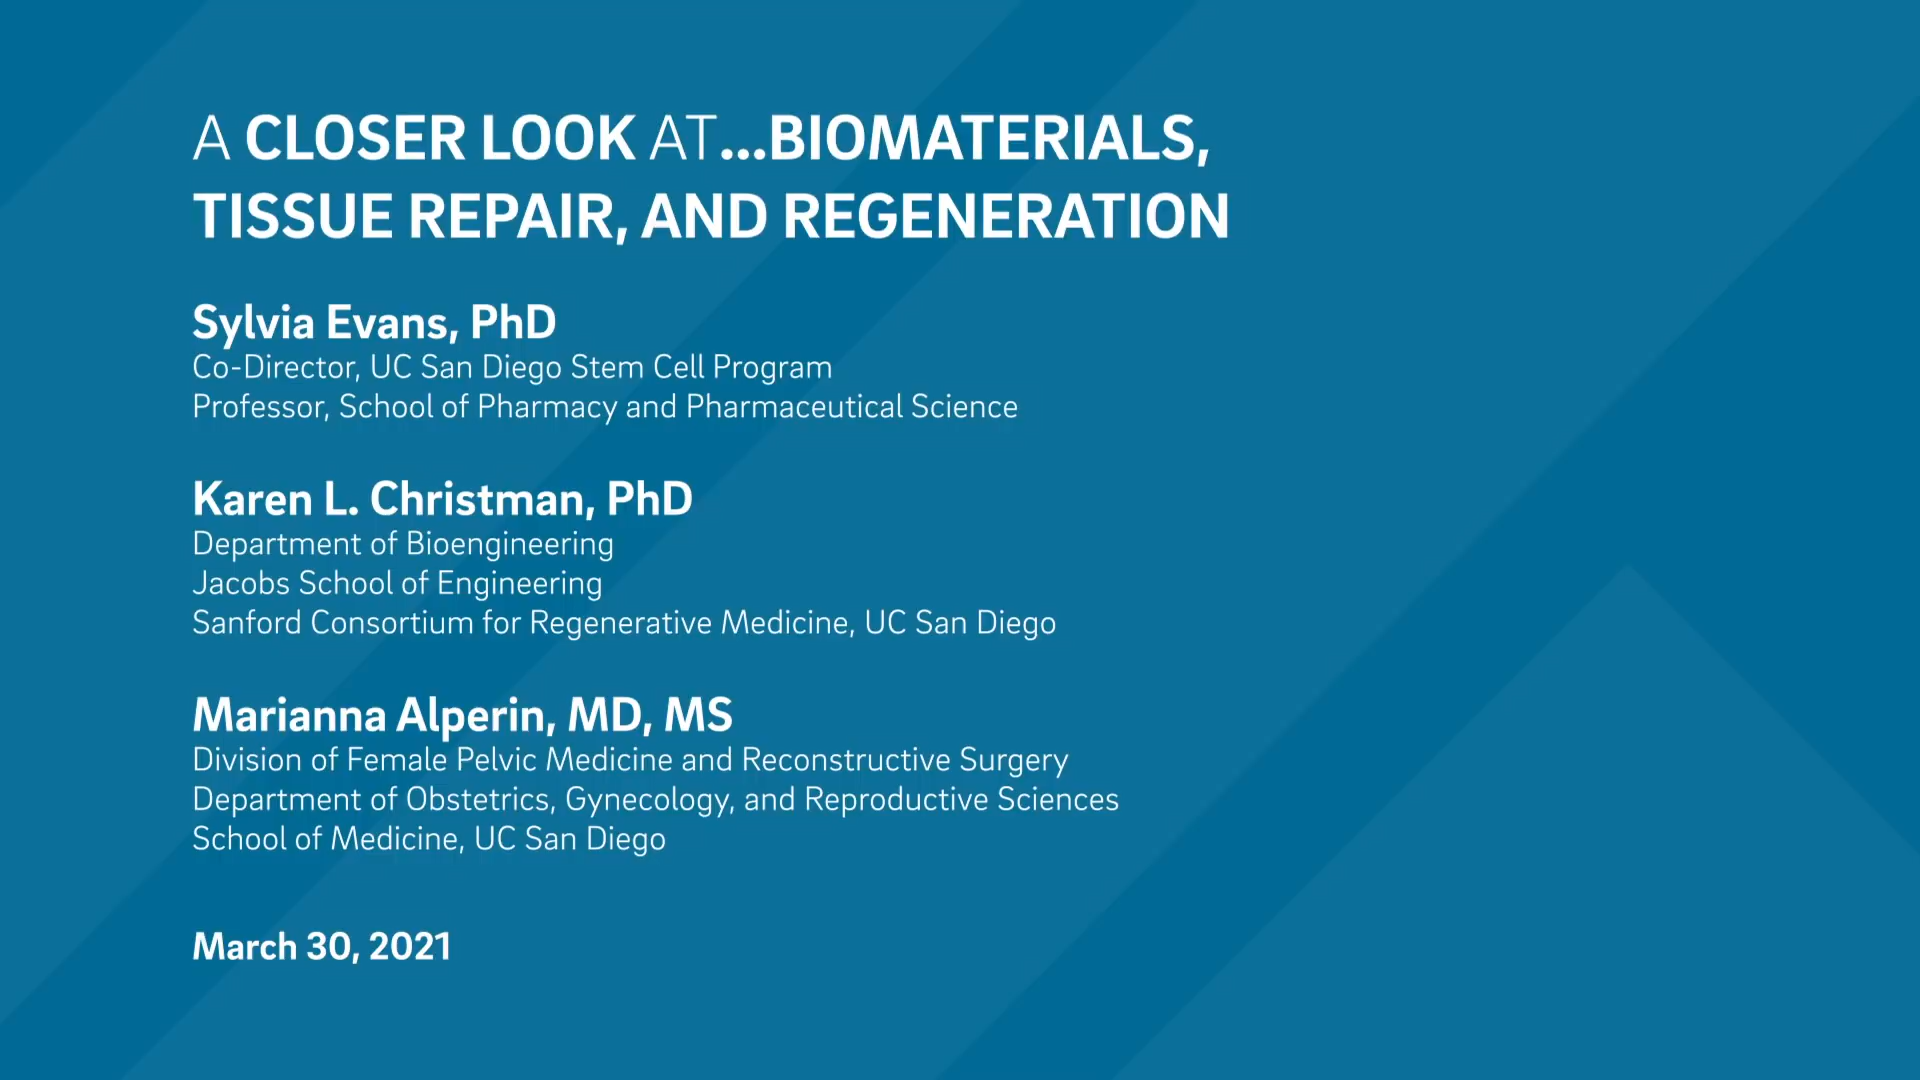 A CLOSER LOOK AT...BIOMATERIALS,
TISSUE REPAIR, AND REGENERATION
Sylvia Evans, PhD
Co-Director, UC San Diego Stem Cell Program
Professor, School of Pharmacy and Pharmaceutical Science
Karen L. Christman, PhD
Department of Bioengineering
Jacobs School of Engineering
Sanford Consortium for Regenerative Medicine, UC San Diego
Marianna Alperin, MD, MS
Division of Female Pelvic Medicine and Reconstructive Surgery
Department of Obstetrics, Gynecology, and Reproductive Sciences
School of Medicine, UC San Diego
March 30, 2021